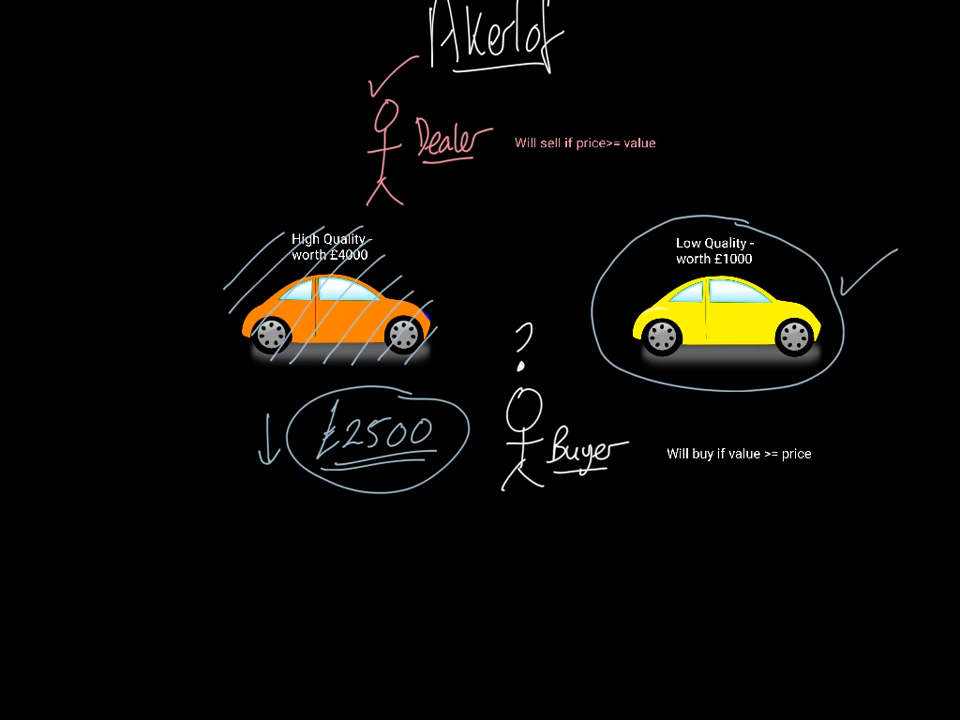 Akerlof
Dealer
Will sell if price>= value
High Quality -
worth £4000
Low Quality -
worth £1000
?
£2500
Buyer
Will buy if value >= price